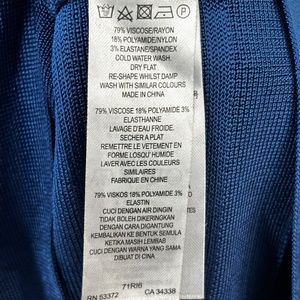 79% VISCOSE/RAYON
18% POLYAMIDE/NYLON
3% ELASTANE/SPANDEX
COLD WATER WASH.
DRY FLAT
RE-SHAPE WHILST DAMP
WASH WITH SIMILAR COLOURS
MADE IN CHINA
79% VISCOSE 18% POLYAMIDE 3%
ELASTHANNE
LAVAGE D'EAU FROIDE.
SECHER A PLAT
REMETTRE LE VETEMENT EN
FORME LOSQU' HUMIDE
LAVER AVEC LES COULEURS
SIMILAIRES
FABRIQUE EN CHINE
79% VISKOS 18% POLYAMIDE 3%
ELASTIN
CUCI DENGAN AIR DINGIN
TIDAK BOLEH DIKERINGKAN
DENGAN CARA DIGANTUNG
KEMBALIKAN KE BENTUK SEMULA
KETIKA MASIH LEMBAB
CUCI DENGAN WARNA YANG SAMA
DIBUAT DI CHINA
71RI6
RN 53372 CA 34338